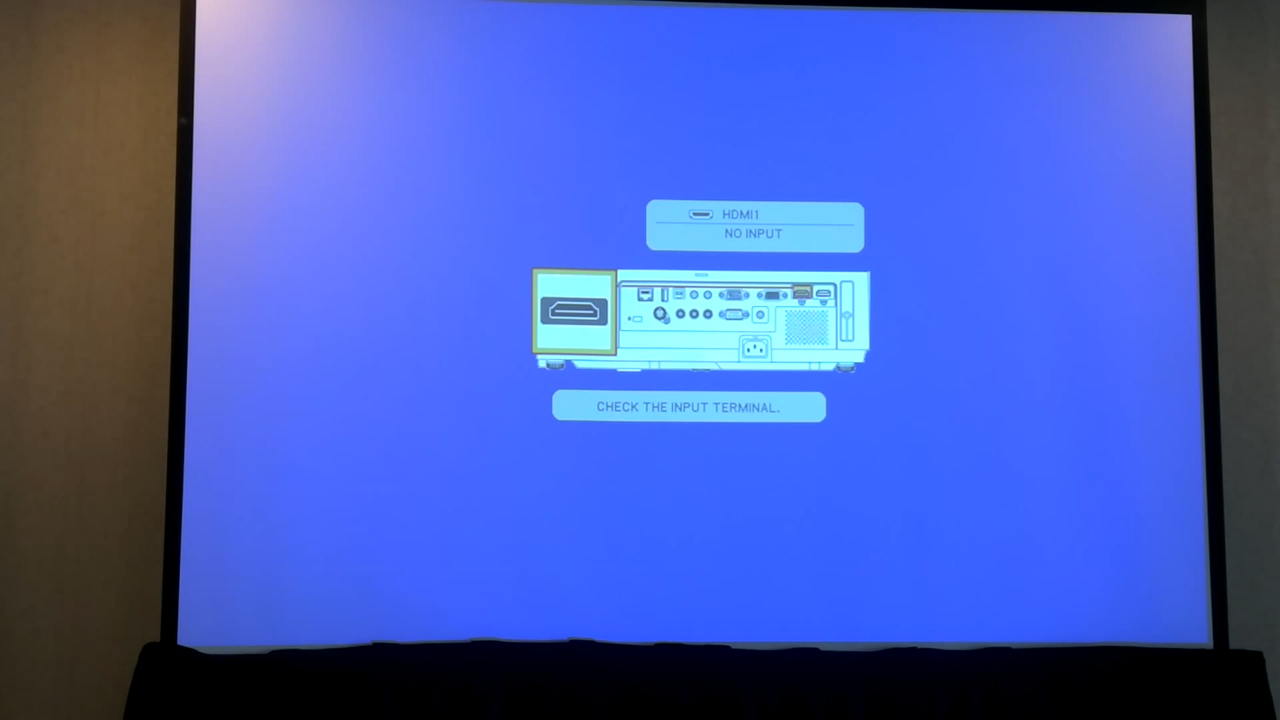 HDMI1
NO INPUT
CHECK THE INPUT TERMINAL.